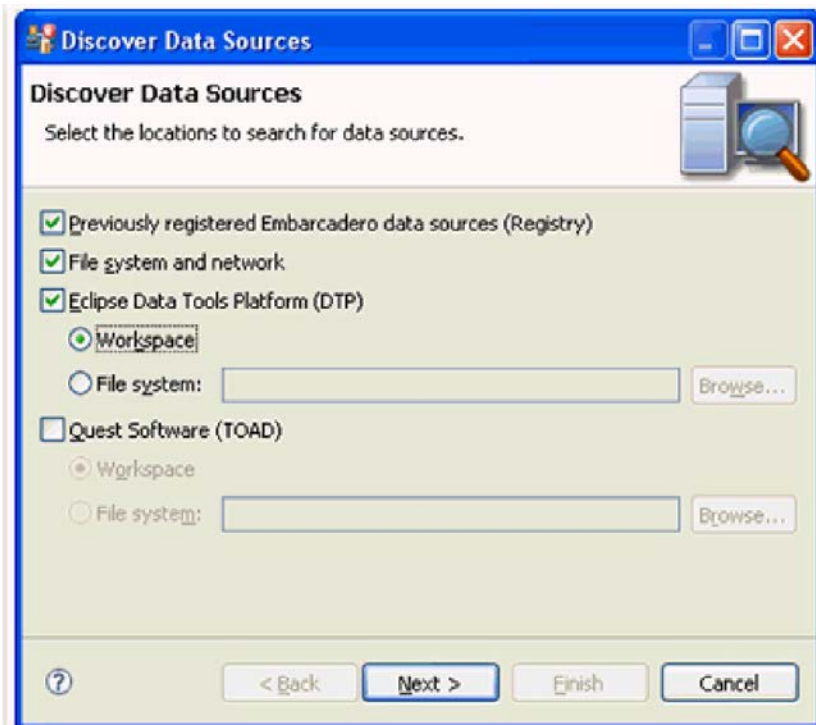 Discover Data Sources
Discover Data Sources
Select the locations to search for data sources.
Previously registered Embarcadero data sources (Registry)
File system and network
Eclipse Data Tools Platform (DTP)
Workspace
File system:
Browse...
Quest Software (TOAD)
Workspace
File system:
Browse...
?
< Back
Next >
Finish
Cancel